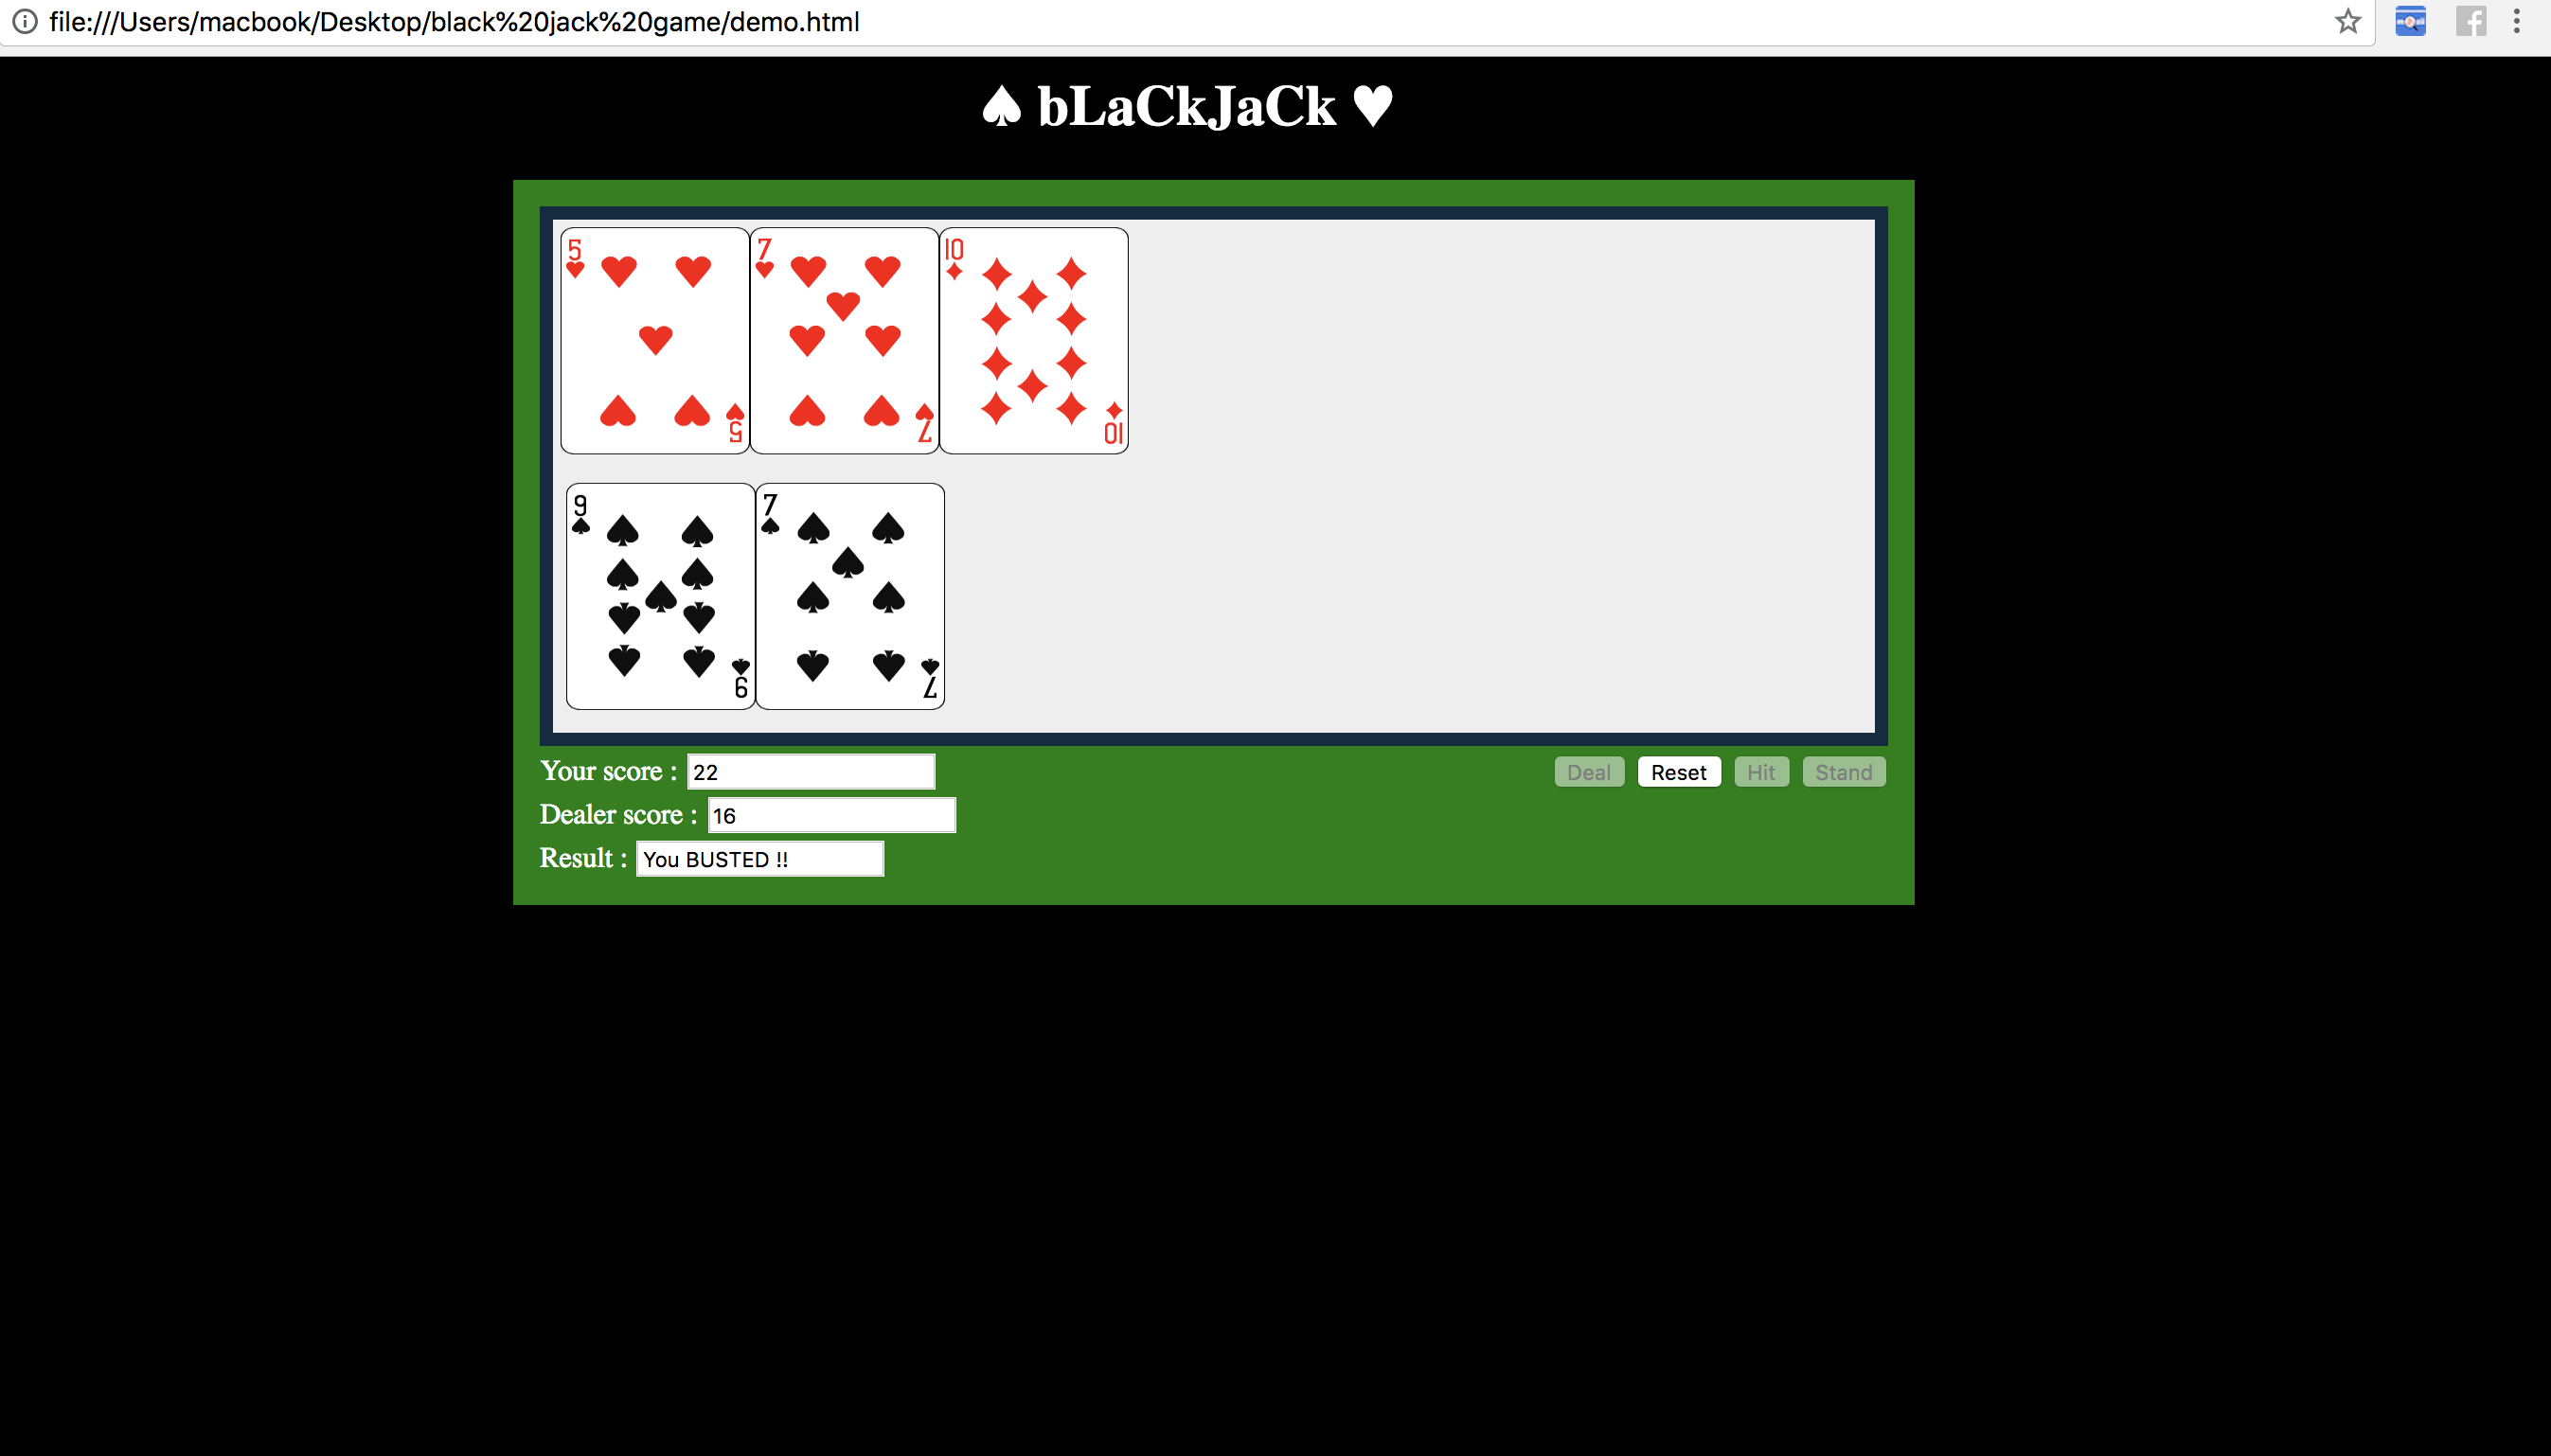 file:///Users/macbook/Desktop/black%20jack%20game/demo.html
♠ bLaCkJaCk ♥
5 7 10
5 7 10
9 7
9 7
Your score : 22 Deal Reset Hit Stand
Dealer score : 16
Result : You BUSTED !!